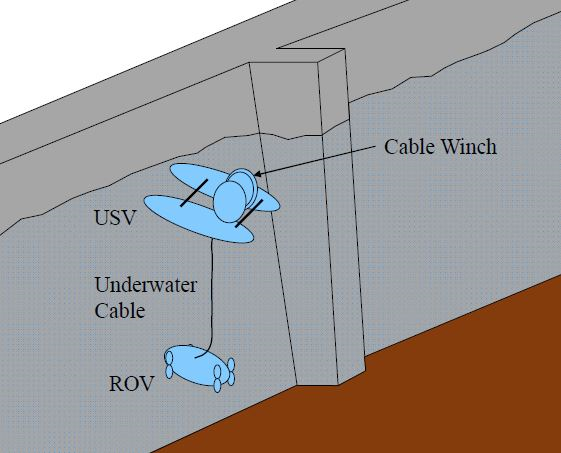 Cable Winch
USV
Underwater
Cable
ROV